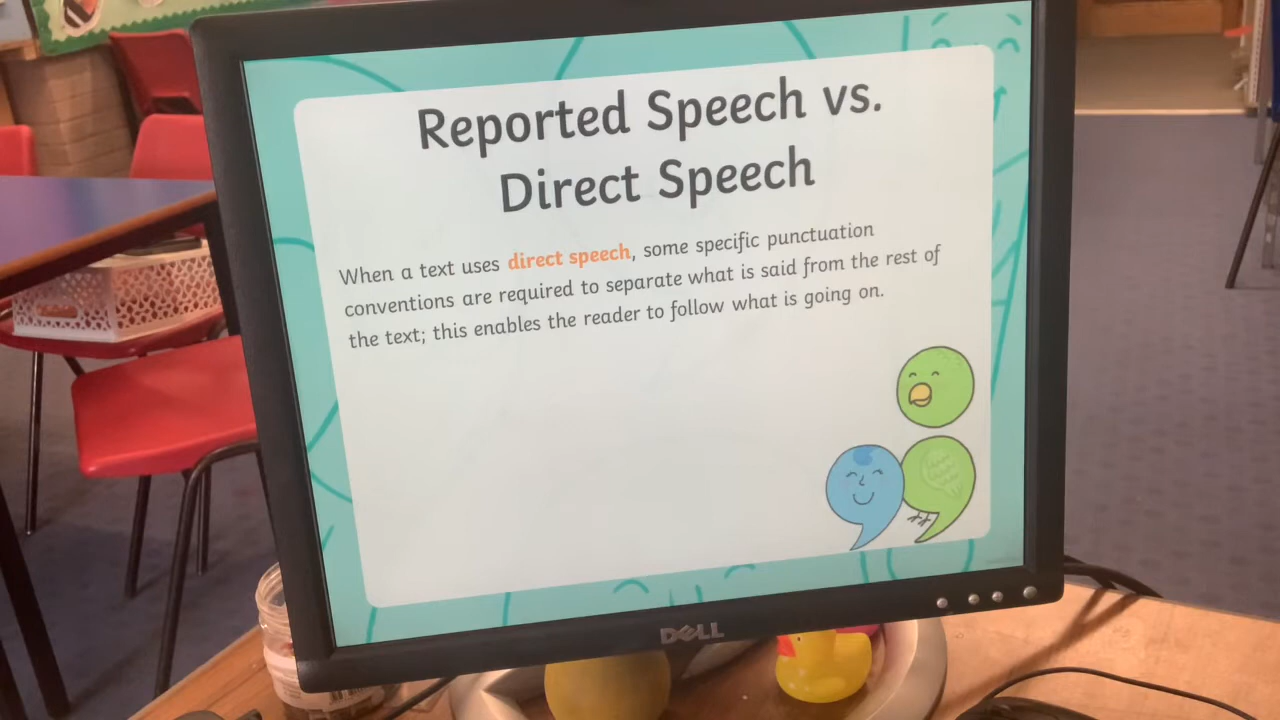 Reported Speech vs.
Direct Speech
When a text uses direct speech, some specific punctuation
conventions are required to separate what is said from the rest of
the text; this enables the reader to follow what is going on.
DELL